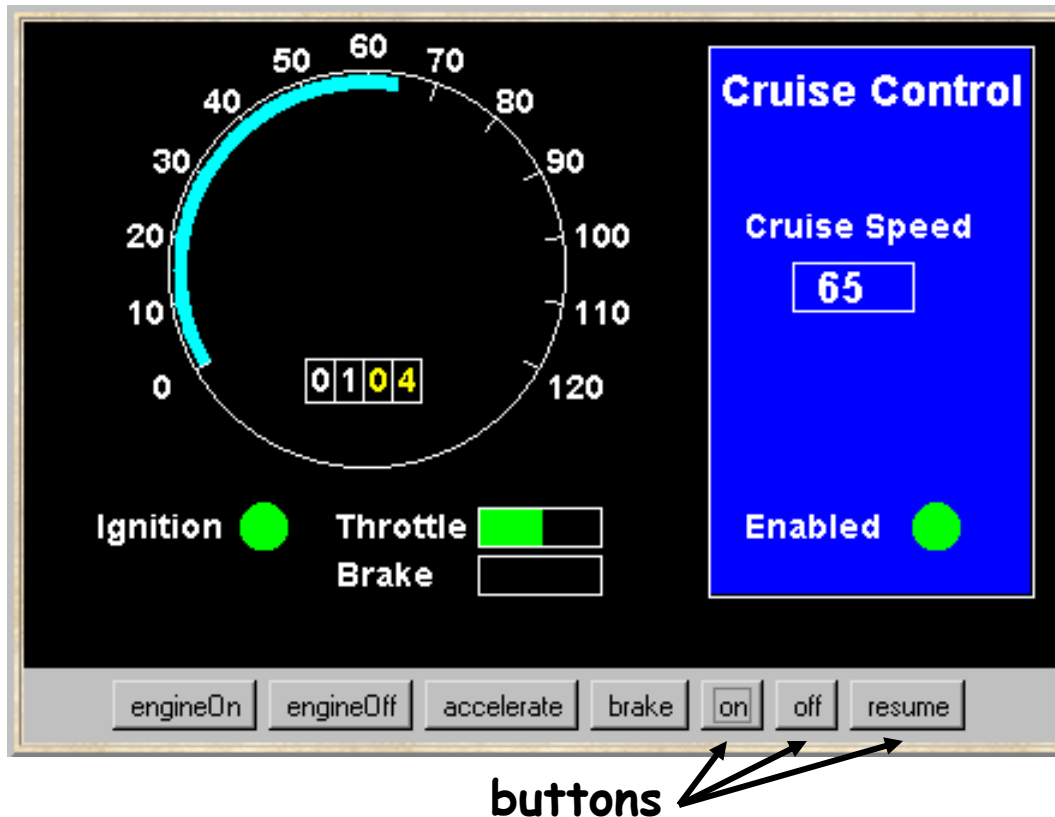 60
50 70
40 80
30 90
20 100
10 110
0 120
0104
Cruise Control
Cruise Speed
65
Ignition Throttle
Brake
Enabled
engineOn engineOff accelerate brake on off resume
buttons